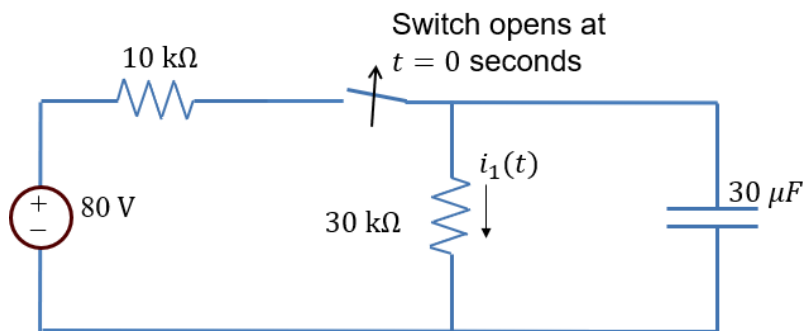 Switch opens at
𝑡 = 0 seconds
10 kΩ
𝑖₁(𝑡)
30 𝜇𝐹
+
−
80 V
30 kΩ